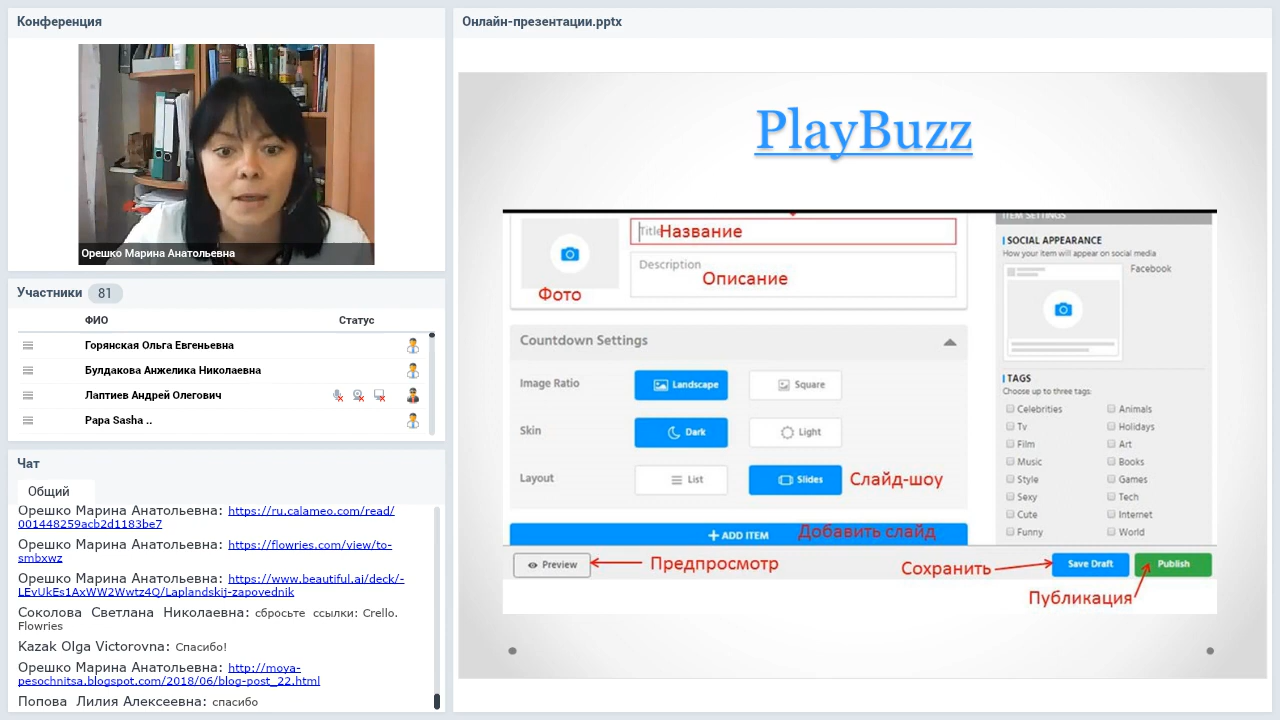 Конференция
Орешко Марина Анатольевна
Участники 81
ФИО Статус
Горянская Ольга Евгеньевна
Булдакова Анжелика Николаевна
Лаптиев Андрей Олегович
Papa Sasha ..
Чат
Общий
Орешко Марина Анатольевна: https://ru.calameo.com/read/
001448259acb2d1183be7
Орешко Марина Анатольевна: https://flowries.com/view/to-
smbxwz
Орешко Марина Анатольевна: https://www.beautiful.ai/deck/-
LEvUkEs1AxWW2Wwtz4Q/Laplandskij-zapovednik
Соколова Светлана Николаевна: сбросьте ссылки: Crello.
Flowries
Kazak Olga Victorovna: Спасибо!
Орешко Марина Анатольевна: http://moya-
pesochnitsa.blogspot.com/2018/06/blog-post_22.html
Попова Лилия Алексеевна: спасибо
Онлайн-презентации.pptx
PlayBuzz
Title Название
Description
Описание
Фото
Countdown Settings
Image Ratio Landscape Square
Skin Dark Light
Layout List Slides Слайд-шоу
+ ADD ITEM Добавить слайд
Preview Предпросмотр
Сохранить Save Draft Publish
Публикация
ITEM SETTINGS
SOCIAL APPEARANCE
How your item will appear on social media
Facebook
TAGS
Choose up to three tags:
Celebrities Animals
Tv Holidays
Film Art
Music Books
Style Games
Sexy Tech
Cute Internet
Funny World